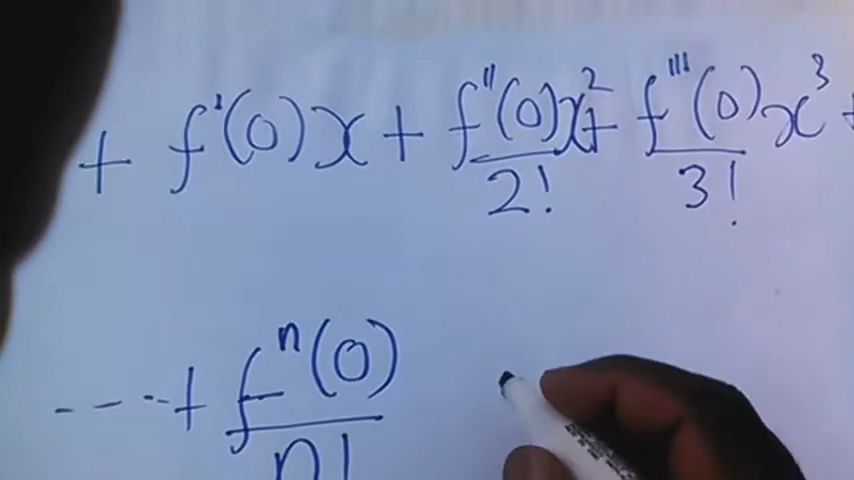 + f'(0)x + f''(0)x²/2! + f'''(0)x³/3! +
----+ fⁿ(0)/n!